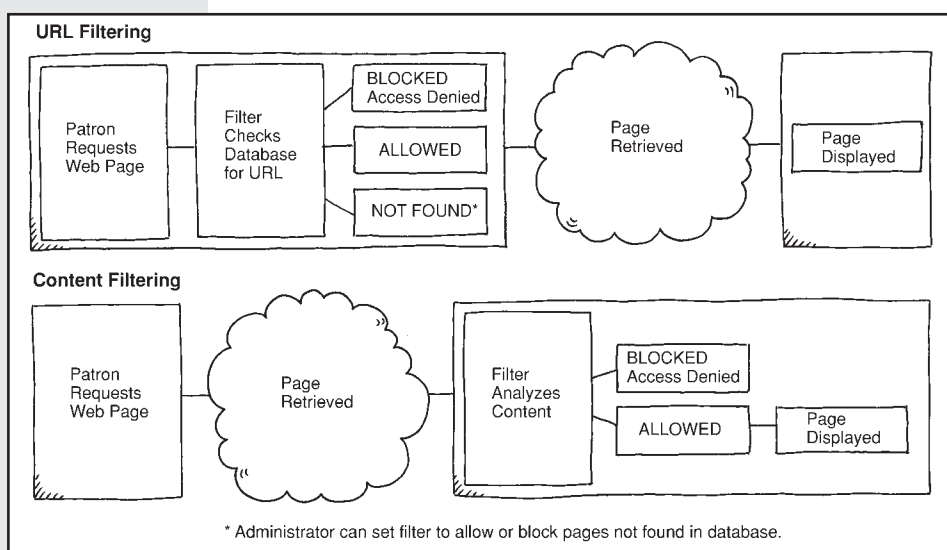 URL Filtering
Patron
Requests
Web Page
Filter
Checks
Database
for URL
BLOCKED
Access Denied
ALLOWED
NOT FOUND*
Page
Retrieved
Page
Displayed
Content Filtering
Patron
Requests
Web Page
Page
Retrieved
Filter
Analyzes
Content
BLOCKED
Access Denied
ALLOWED
Page
Displayed
* Administrator can set filter to allow or block pages not found in database.